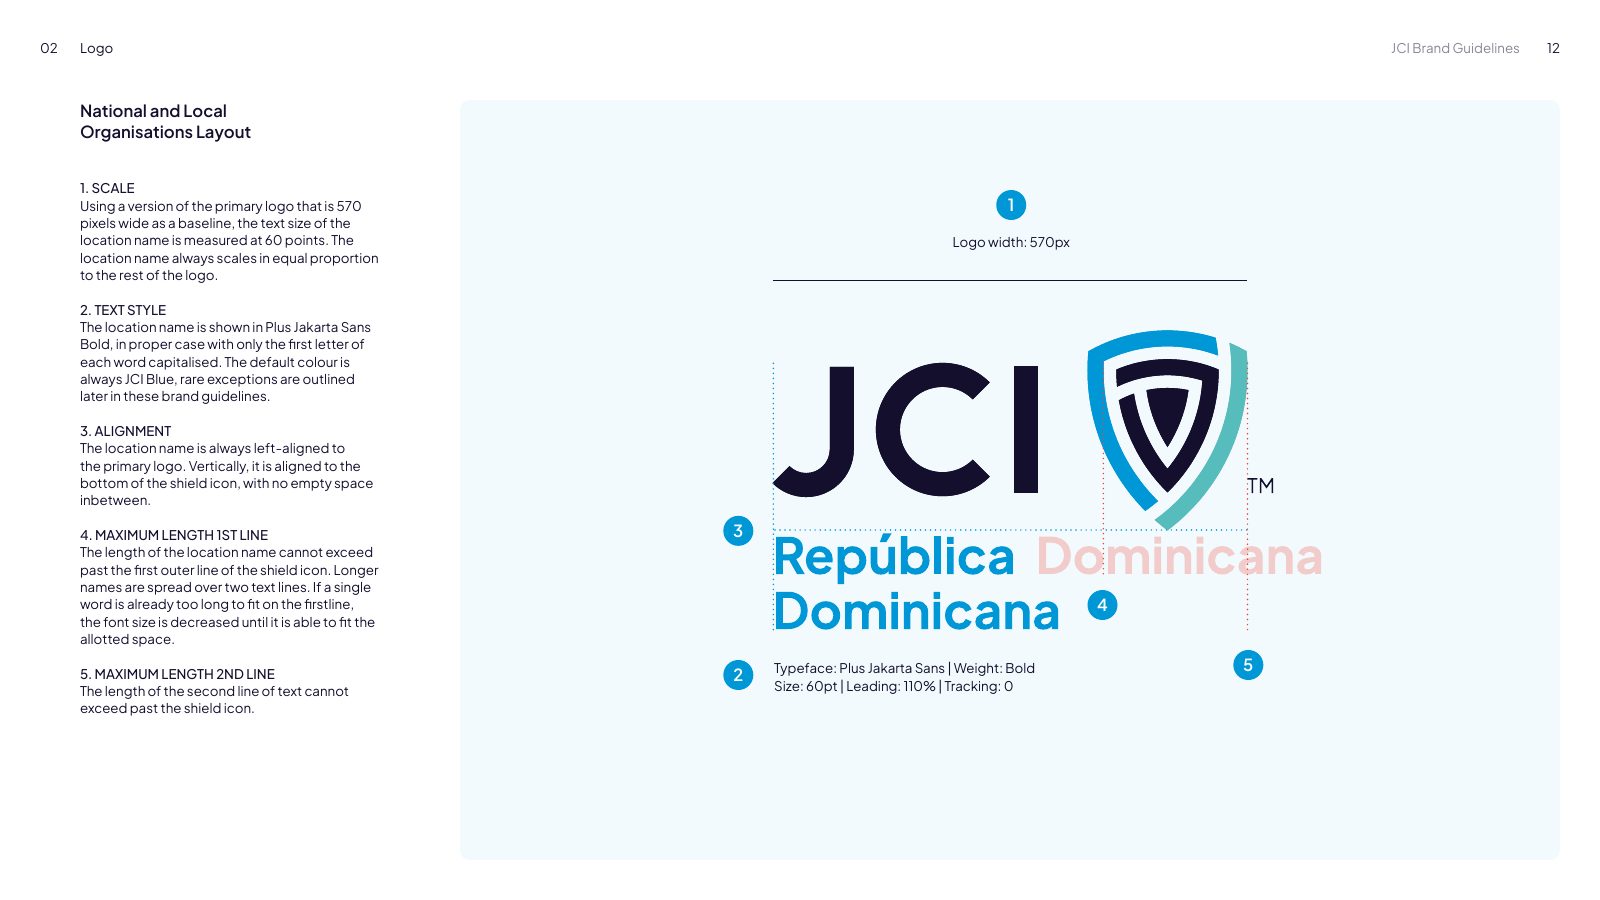 02 Logo
JCI Brand Guidelines 12
National and Local
Organisations Layout
1. SCALE
Using a version of the primary logo that is 570
pixels wide as a baseline, the text size of the
location name is measured at 60 points. The
location name always scales in equal proportion
to the rest of the logo.
2. TEXT STYLE
The location name is shown in Plus Jakarta Sans
Bold, in proper case with only the first letter of
each word capitalised. The default colour is
always JCI Blue, rare exceptions are outlined
later in these brand guidelines.
3. ALIGNMENT
The location name is always left-aligned to
the primary logo. Vertically, it is aligned to the
bottom of the shield icon, with no empty space
inbetween.
4. MAXIMUM LENGTH 1ST LINE
The length of the location name cannot exceed
past the first outer line of the shield icon. Longer
names are spread over two text lines. If a single
word is already too long to fit on the firstline,
the font size is decreased until it is able to fit the
allotted space.
5. MAXIMUM LENGTH 2ND LINE
The length of the second line of text cannot
exceed past the shield icon.
1
Logo width: 570px
JCI
TM
3
República Dominicana
Dominicana
4
5
2
Typeface: Plus Jakarta Sans | Weight: Bold
Size: 60pt | Leading: 110% | Tracking: 0